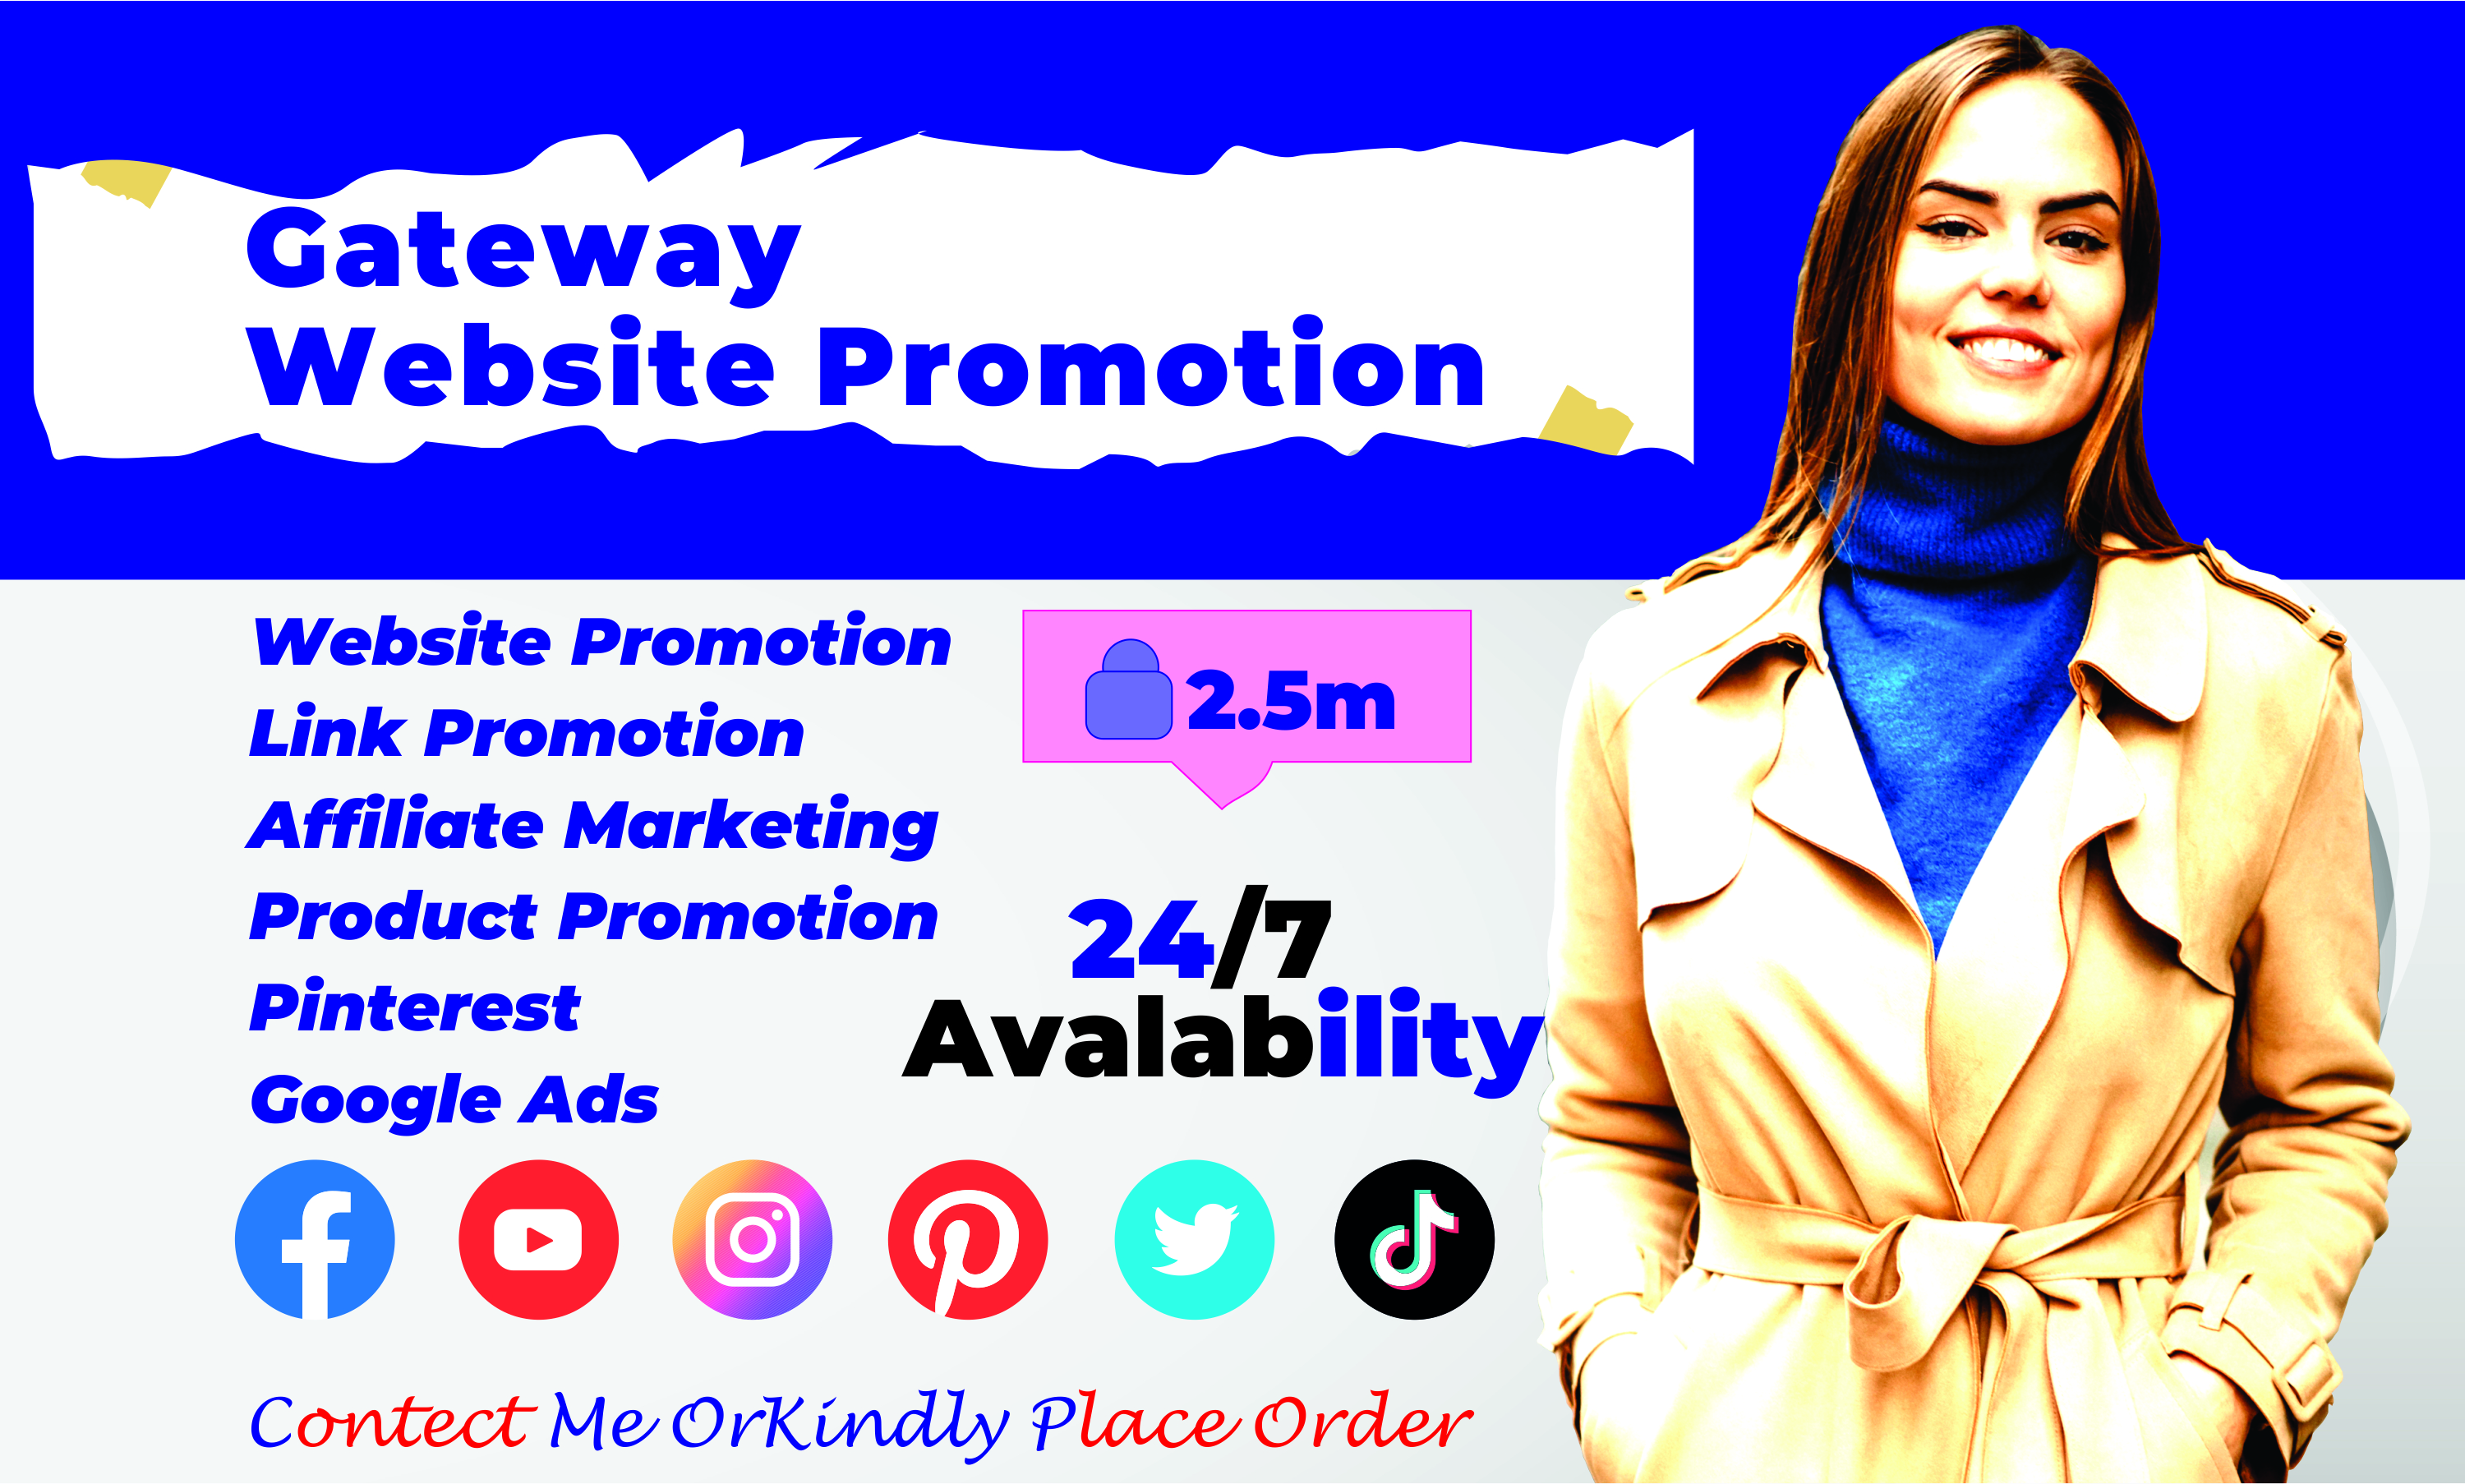 Gateway
Website Promotion
Website Promotion
Link Promotion
Affiliate Marketing
Product Promotion
Pinterest
Google Ads
2.5m
24/7
Avalability
Contect Me OrKindly Place Order